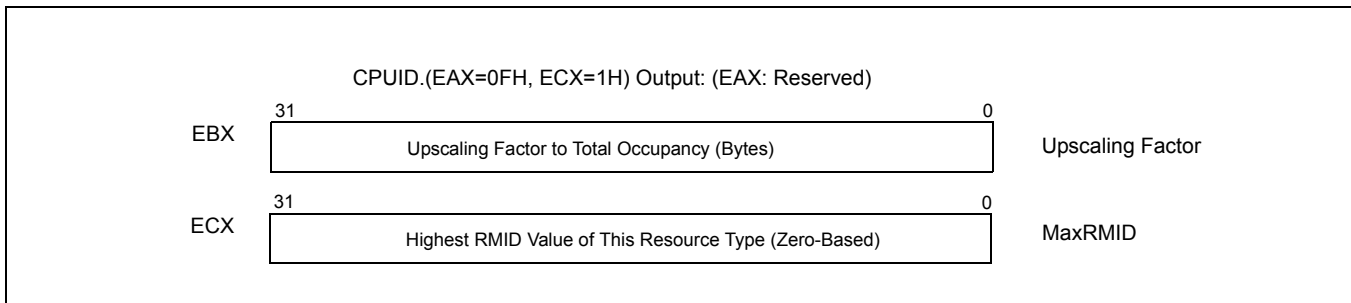 CPUID.(EAX=0FH, ECX=1H) Output: (EAX: Reserved)
31 0
EBX Upscaling Factor to Total Occupancy (Bytes) Upscaling Factor
31 0
ECX Highest RMID Value of This Resource Type (Zero-Based) MaxRMID